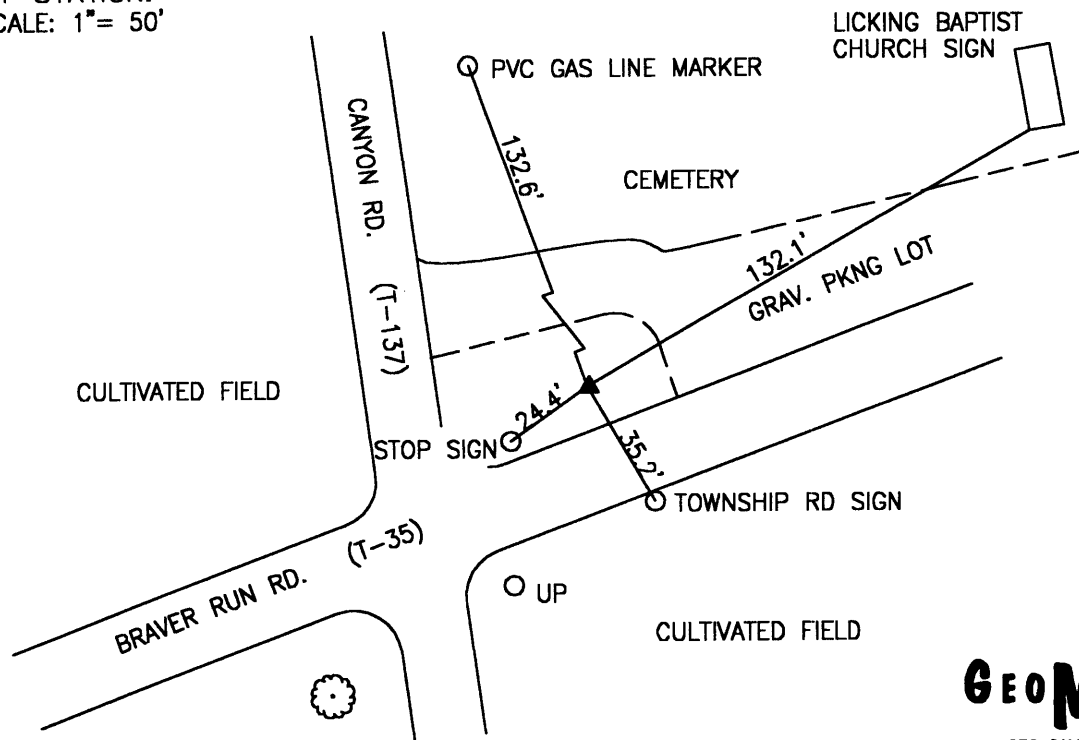 SCALE: 1"= 50'
LICKING BAPTIST
CHURCH SIGN
PVC GAS LINE MARKER
CANYON RD. (T-137)
132.6'
CEMETERY
132.1'
GRAV. PKNG LOT
CULTIVATED FIELD
24.4'
STOP SIGN
35.2'
TOWNSHIP RD SIGN
BRAVER RUN RD. (T-35)
UP
CULTIVATED FIELD